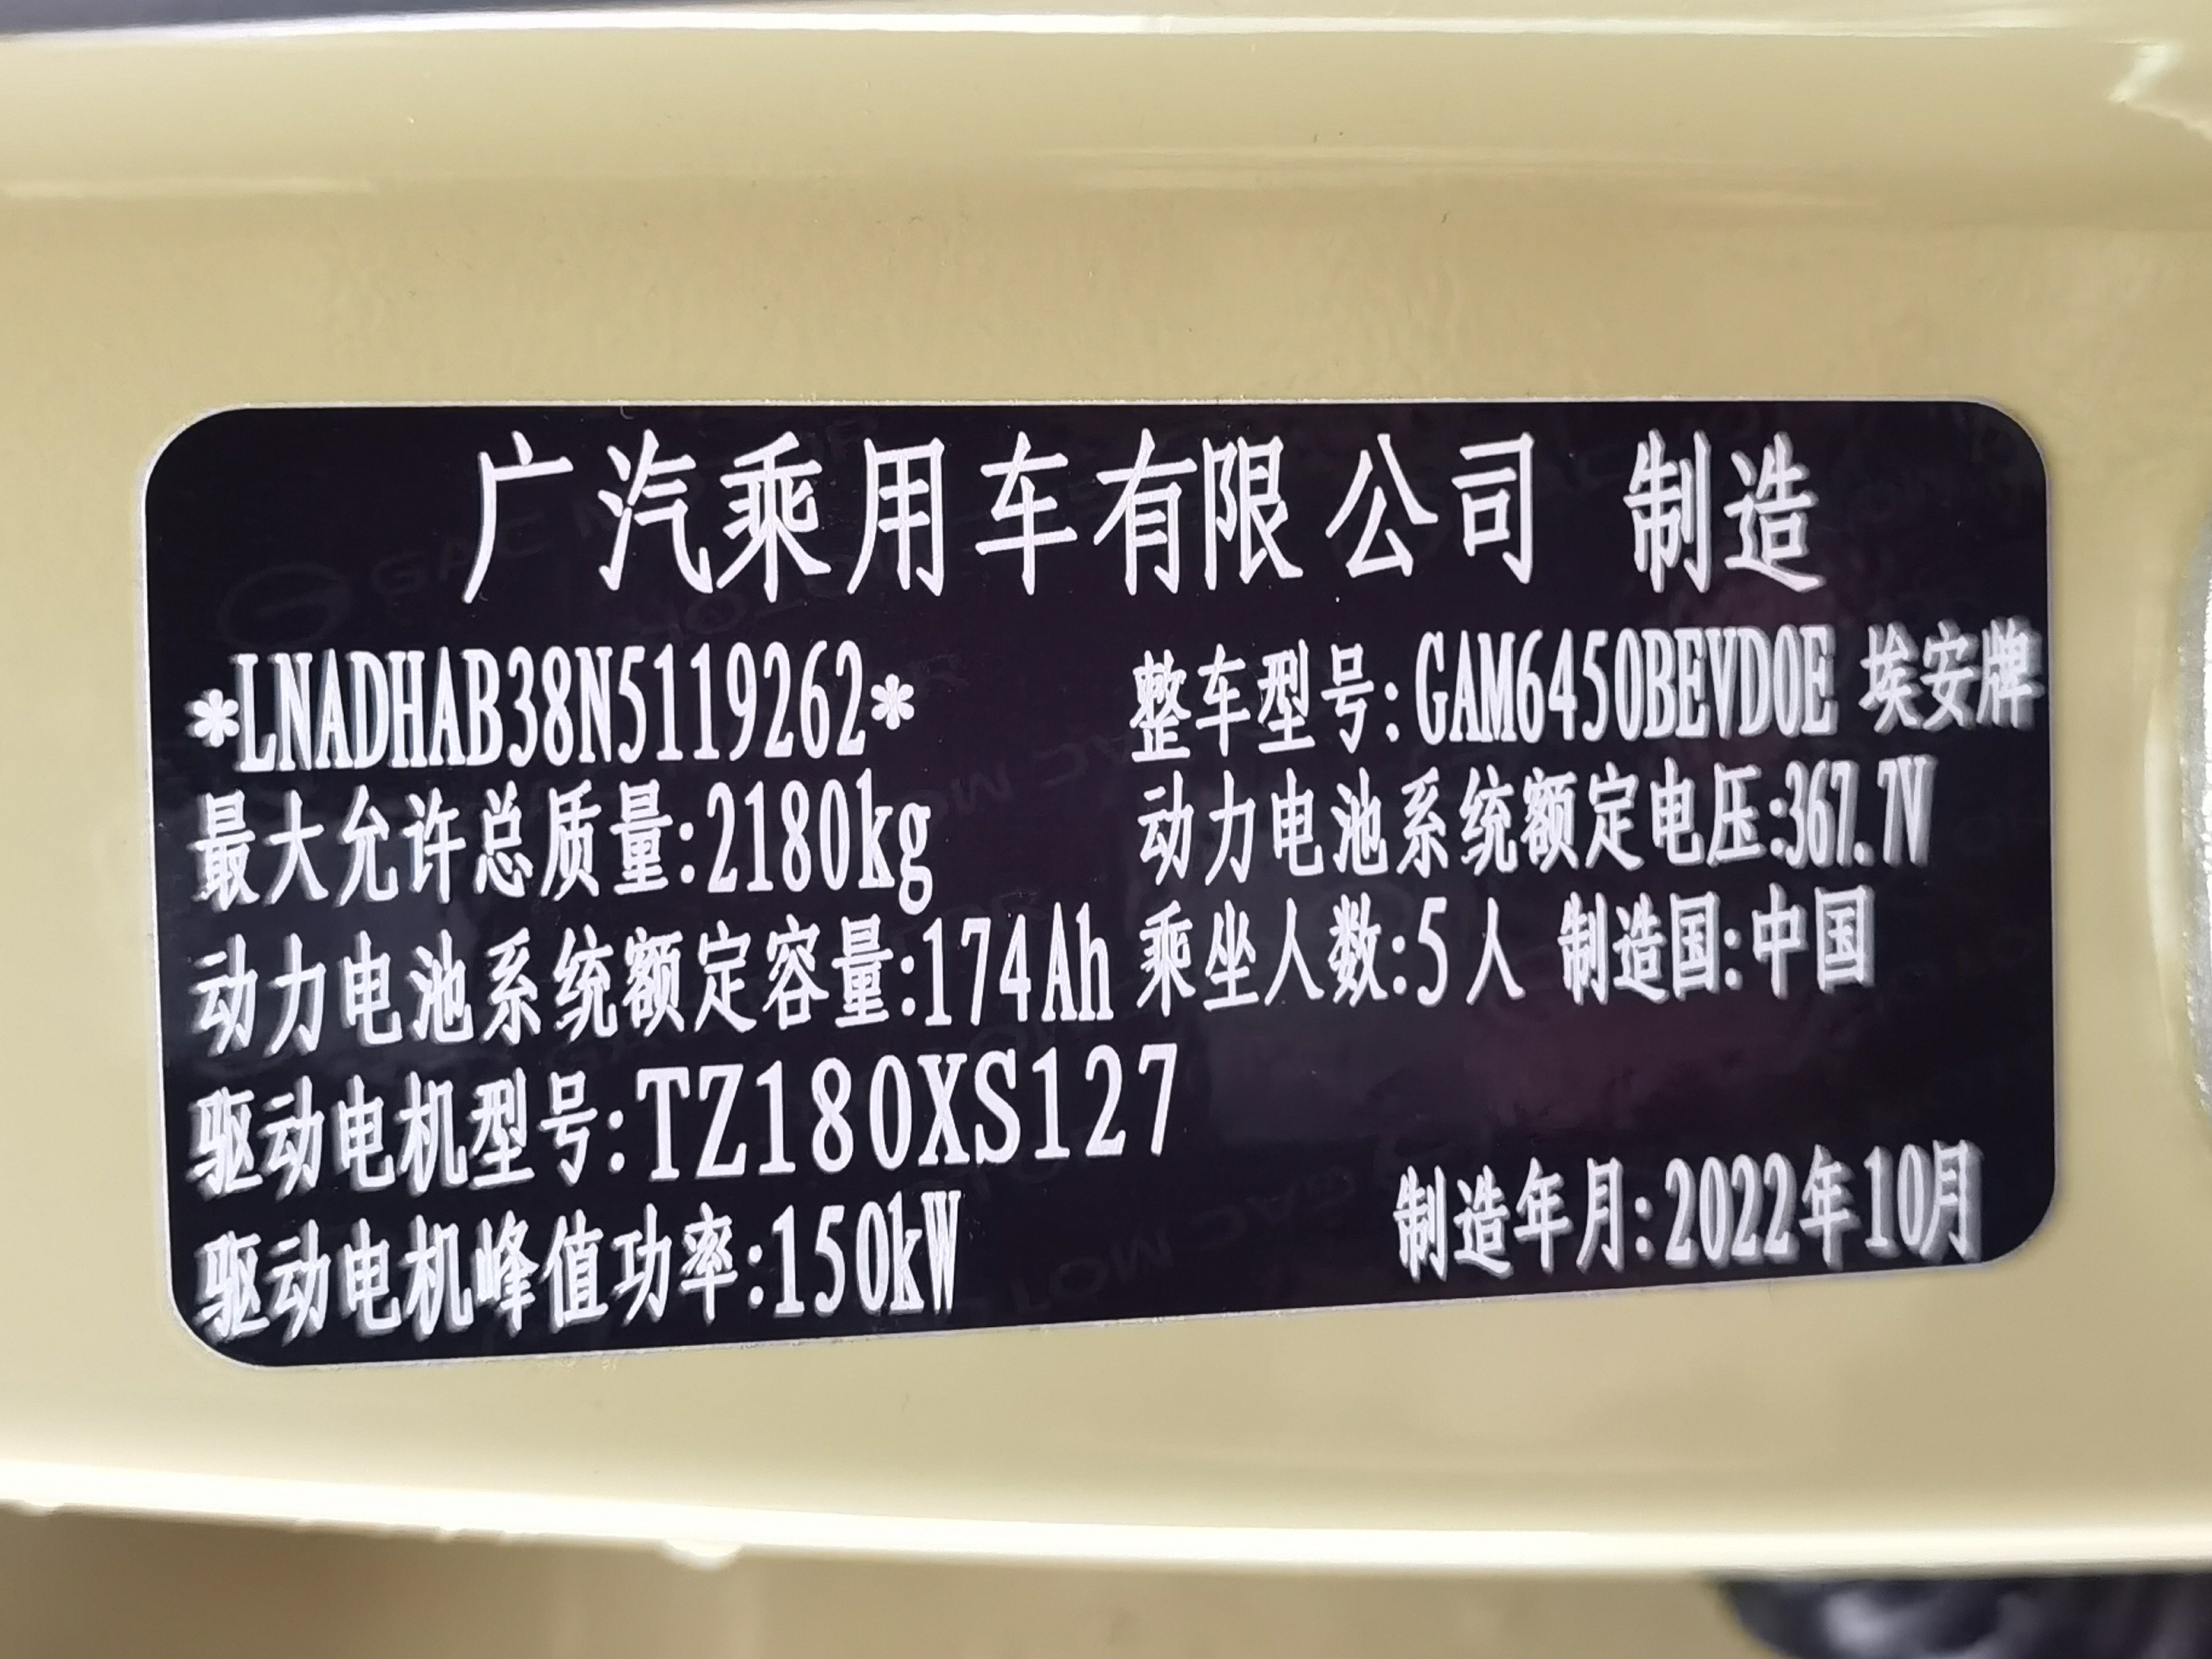 广汽乘用车有限公司 制造
*LNADHAB38N5119262* 整车型号:GAM6450BEVD0E 埃安牌
最大允许总质量:2180kg 动力电池系统额定电压:367.7V
动力电池系统额定容量:174Ah 乘坐人数:5人 制造国:中国
驱动电机型号:TZ180XS127
驱动电机峰值功率:150kW 制造年月:2022年10月